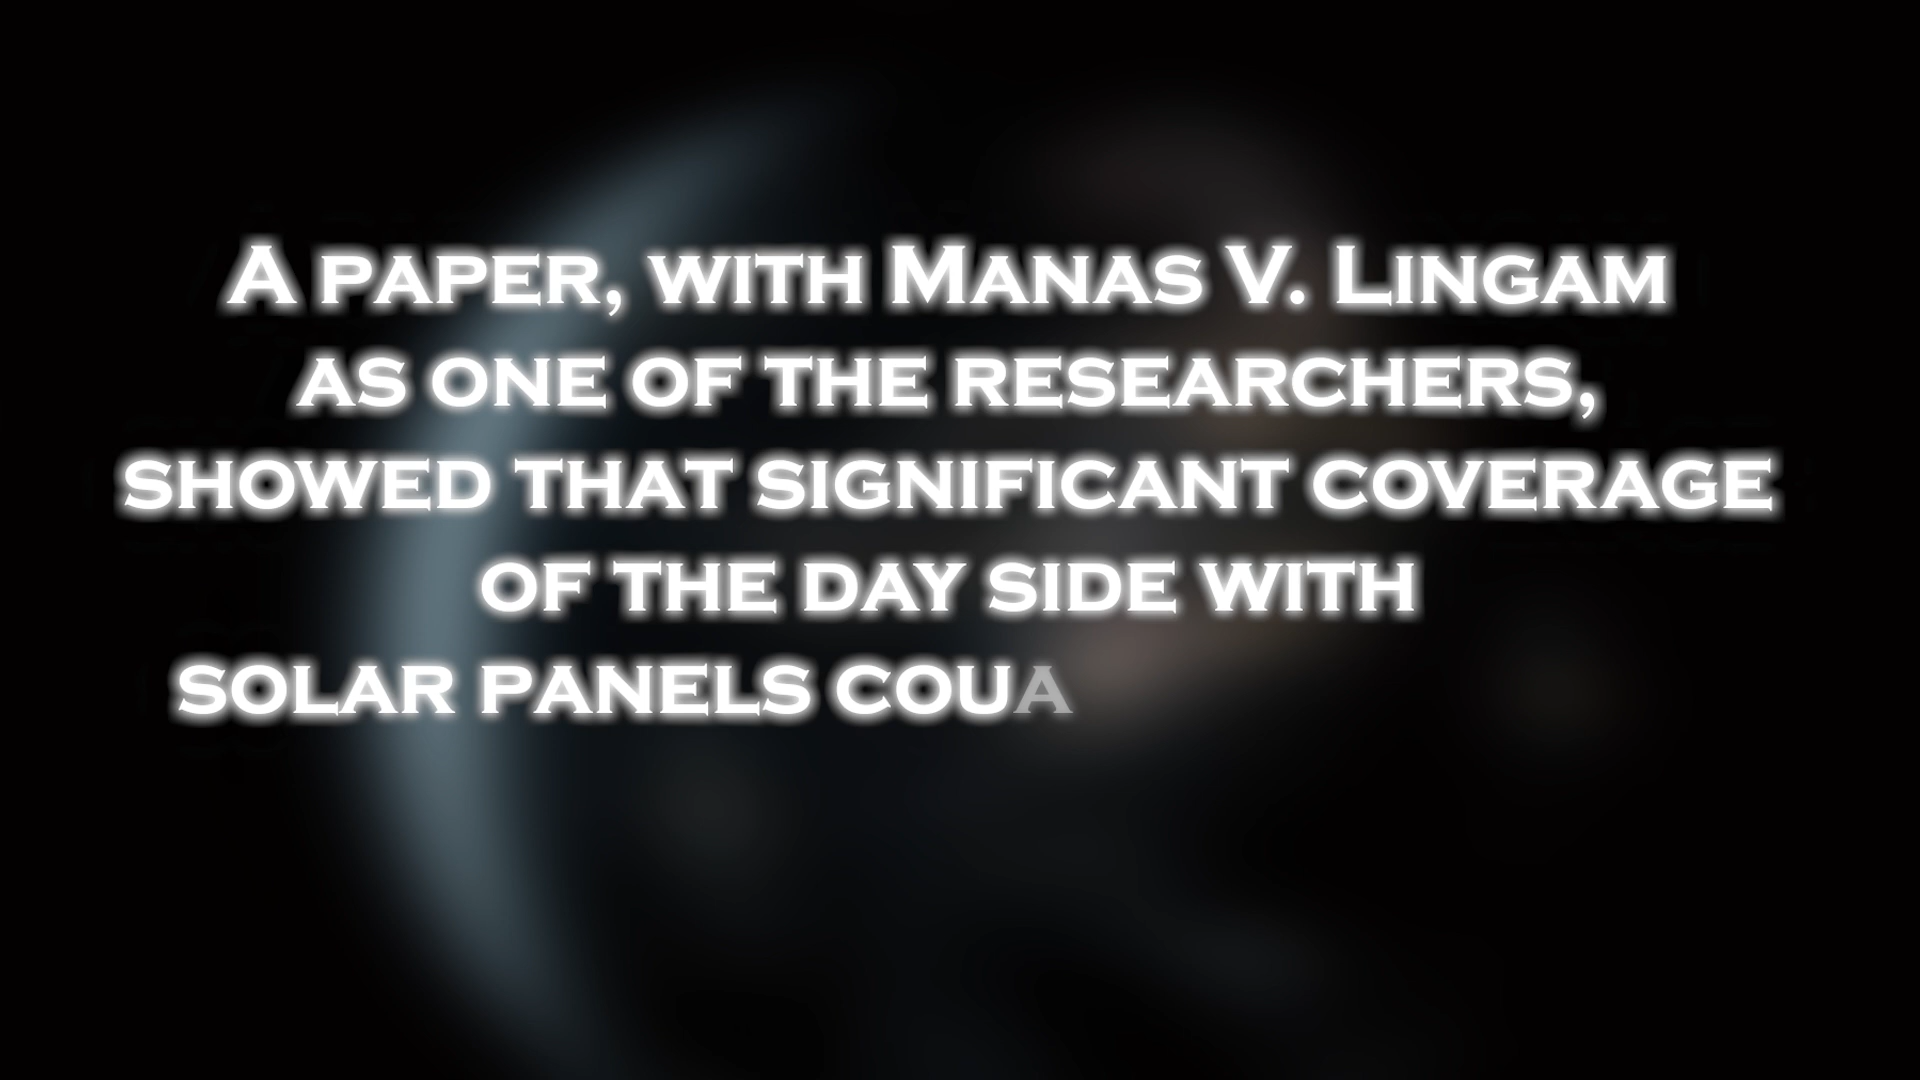 A PAPER, WITH MANAS V. LINGAM
AS ONE OF THE RESEARCHERS,
SHOWED THAT SIGNIFICANT COVERAGE
OF THE DAY SIDE WITH
SOLAR PANELS COUA